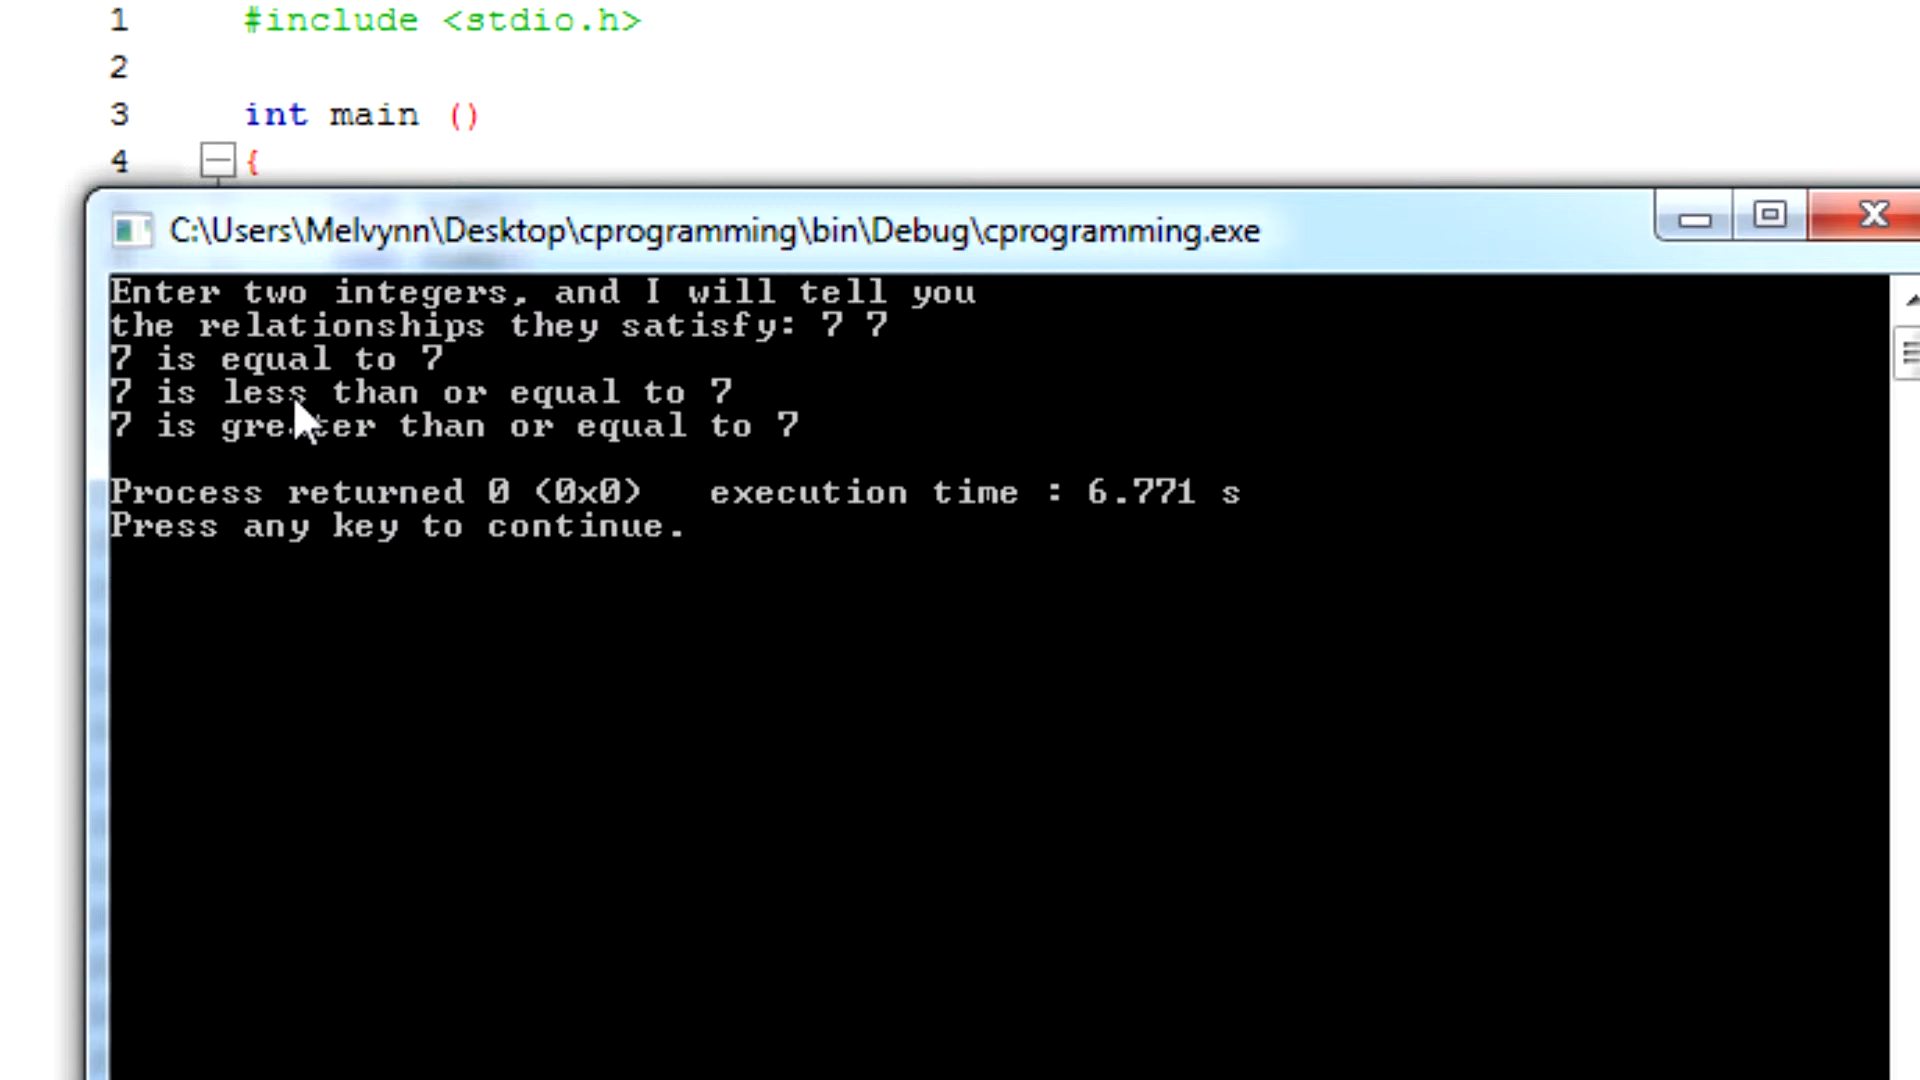 1 #include <stdio.h>
2
3 int main ()
4 {
C:\Users\Melvynn\Desktop\cprogramming\bin\Debug\cprogramming.exe
Enter two integers, and I will tell you
the relationships they satisfy: 7 7
7 is equal to 7
7 is less than or equal to 7
7 is greater than or equal to 7
Process returned 0 (0x0)   execution time : 6.771 s
Press any key to continue.